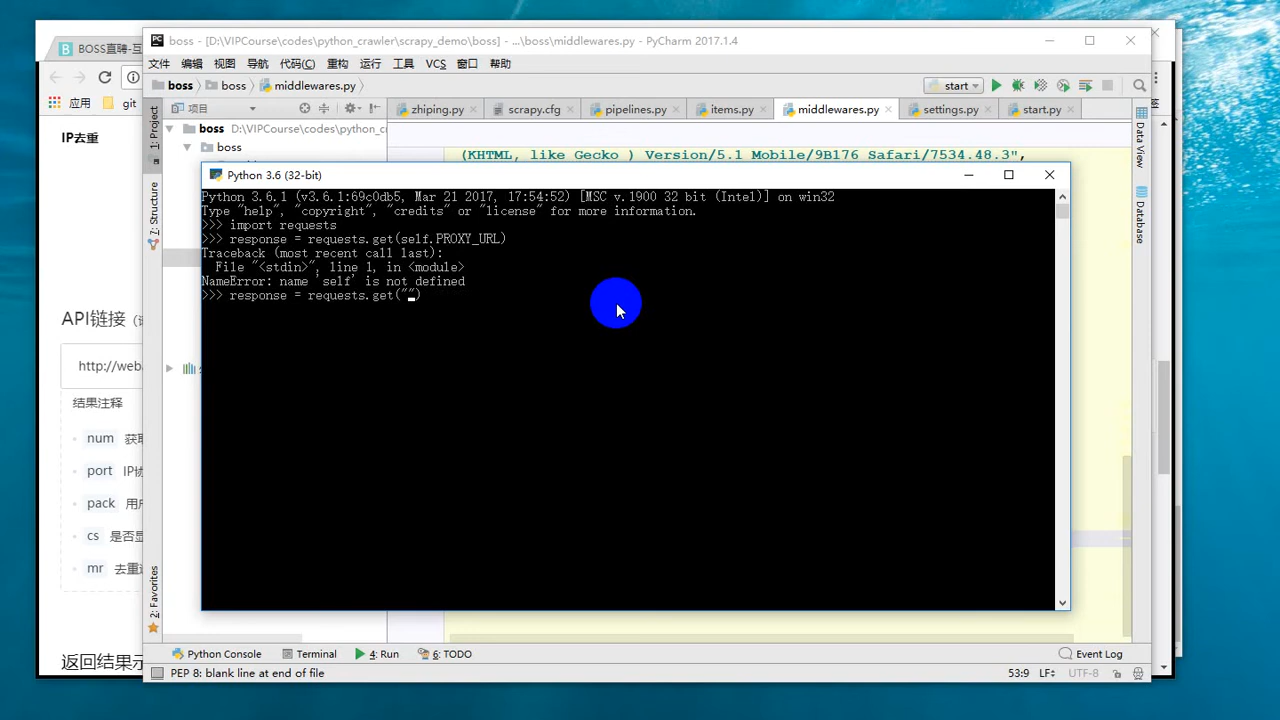 BOSS直聘-互
boss - [D:\VIPCourse\codes\python_crawler\scrapy_demo\boss] - ...\boss\middlewares.py - PyCharm 2017.1.4
文件 编辑 视图 导航 代码(C) 重构 运行 工具 VCS 窗口 帮助
boss boss middlewares.py start
应用 git
项目
zhiping.py scrapy.cfg pipelines.py items.py middlewares.py settings.py start.py
IP去重
boss D:\VIPCourse\codes\python_c
boss
(KHTML, like Gecko ) Version/5.1 Mobile/9B176 Safari/7534.48.3",
1: Project
Z: Structure
2: Favorites
Data View
Database
Python 3.6 (32-bit)
Python 3.6.1 (v3.6.1:69c0db5, Mar 21 2017, 17:54:52) [MSC v.1900 32 bit (Intel)] on win32
Type "help", "copyright", "credits" or "license" for more information.
>>> import requests
>>> response = requests.get(self.PROXY_URL)
Traceback (most recent call last):
  File "<stdin>", line 1, in <module>
NameError: name 'self' is not defined
>>> response = requests.get("")
API链接
http://web
结果注释
num 获取
port IP协
pack 用户
cs 是否显
mr 去重
返回结果示
Python Console Terminal 4: Run 6: TODO Event Log
PEP 8: blank line at end of file 53:9 LF÷ UTF-8